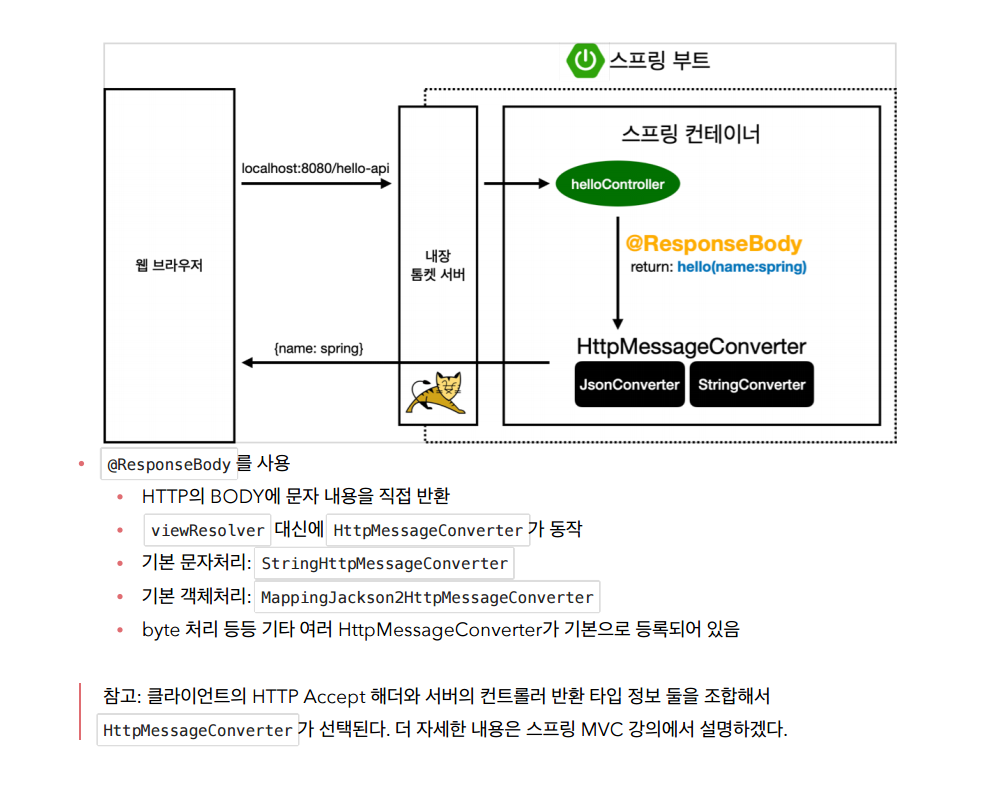 스프링 부트
스프링 컨테이너
localhost:8080/hello-api
helloController
@ResponseBody
return: hello(name:spring)
웹 브라우저
내장
톰켓 서버
{name: spring}
HttpMessageConverter
JsonConverter
StringConverter
@ResponseBody 를 사용
HTTP의 BODY에 문자 내용을 직접 반환
viewResolver 대신에 HttpMessageConverter 가 동작
기본 문자처리: StringHttpMessageConverter
기본 객체처리: MappingJackson2HttpMessageConverter
byte 처리 등등 기타 여러 HttpMessageConverter가 기본으로 등록되어 있음
참고: 클라이언트의 HTTP Accept 해더와 서버의 컨트롤러 반환 타입 정보 둘을 조합해서
HttpMessageConverter 가 선택된다. 더 자세한 내용은 스프링 MVC 강의에서 설명하겠다.